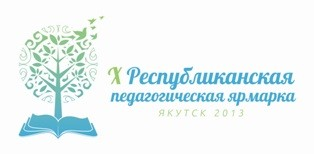 X Республиканская
педагогическая ярмарка
ЯКУТСК 2013